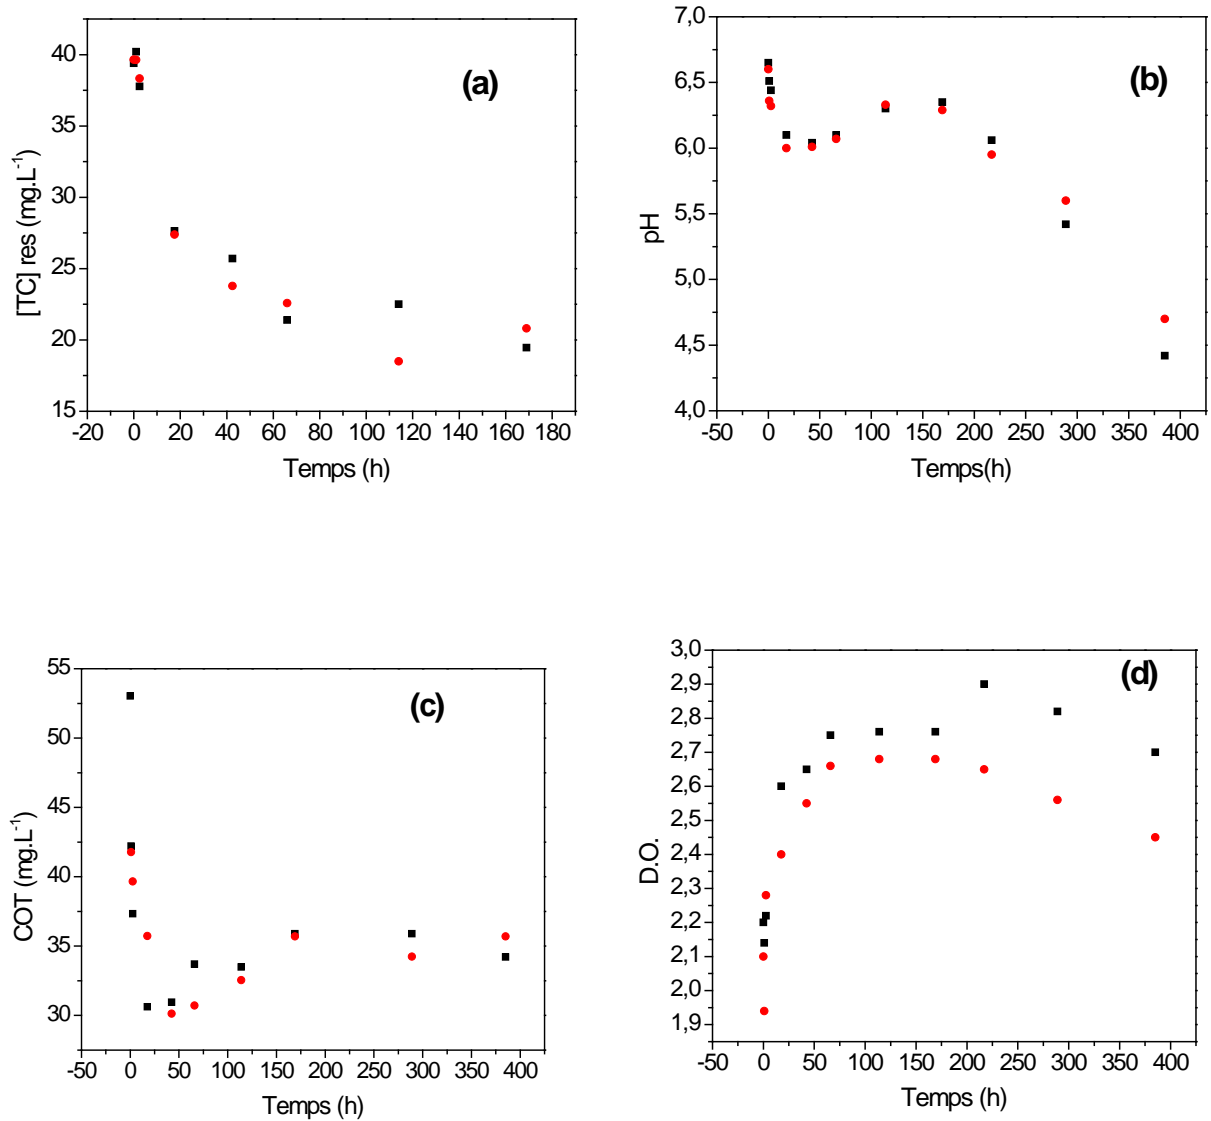 (a)
40
35
30
25
20
15
[TC] res (mg.L⁻¹)
-20 0 20 40 60 80 100 120 140 160 180
Temps (h)
(b)
7,0
6,5
6,0
5,5
5,0
4,5
4,0
pH
-50 0 50 100 150 200 250 300 350 400
Temps(h)
(c)
55
50
45
40
35
30
COT (mg.L⁻¹)
-50 0 50 100 150 200 250 300 350 400
Temps (h)
(d)
3,0
2,9
2,8
2,7
2,6
2,5
2,4
2,3
2,2
2,1
2,0
1,9
D.O.
-50 0 50 100 150 200 250 300 350 400
Temps (h)